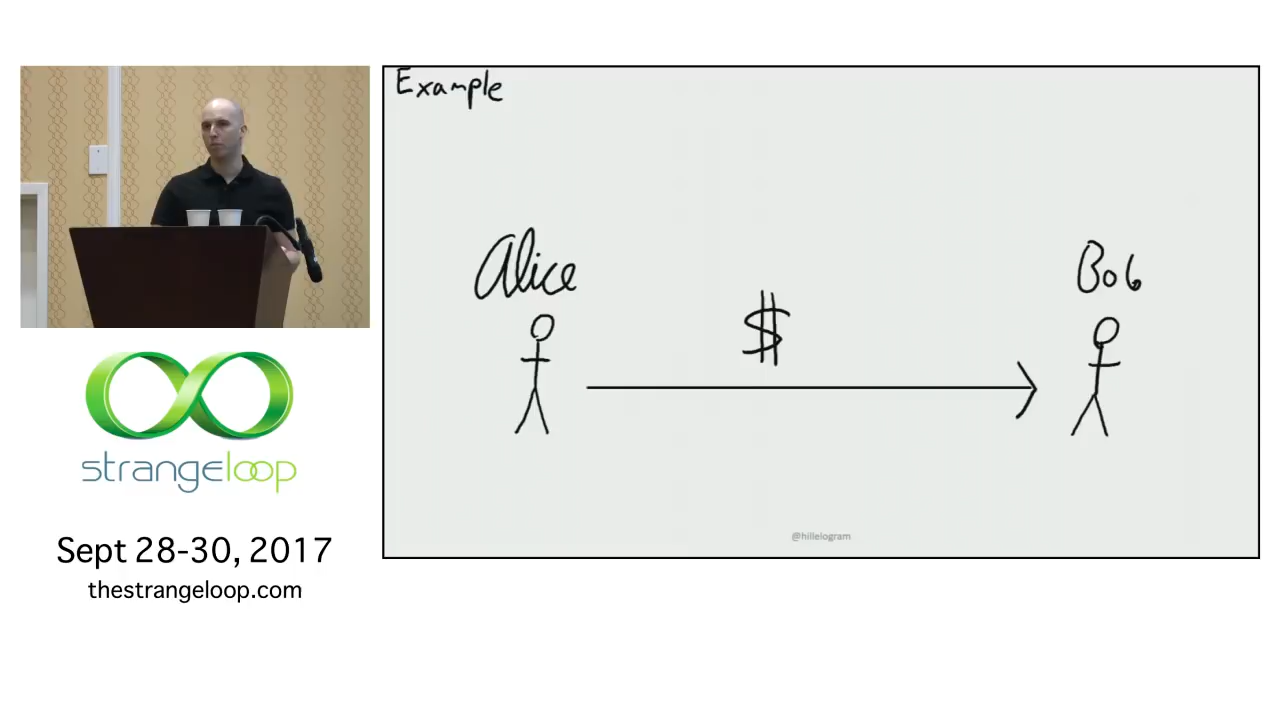 Example
Alice
Bob
$
@hillelogram
strangeloop
Sept 28-30, 2017
thestrangeloop.com